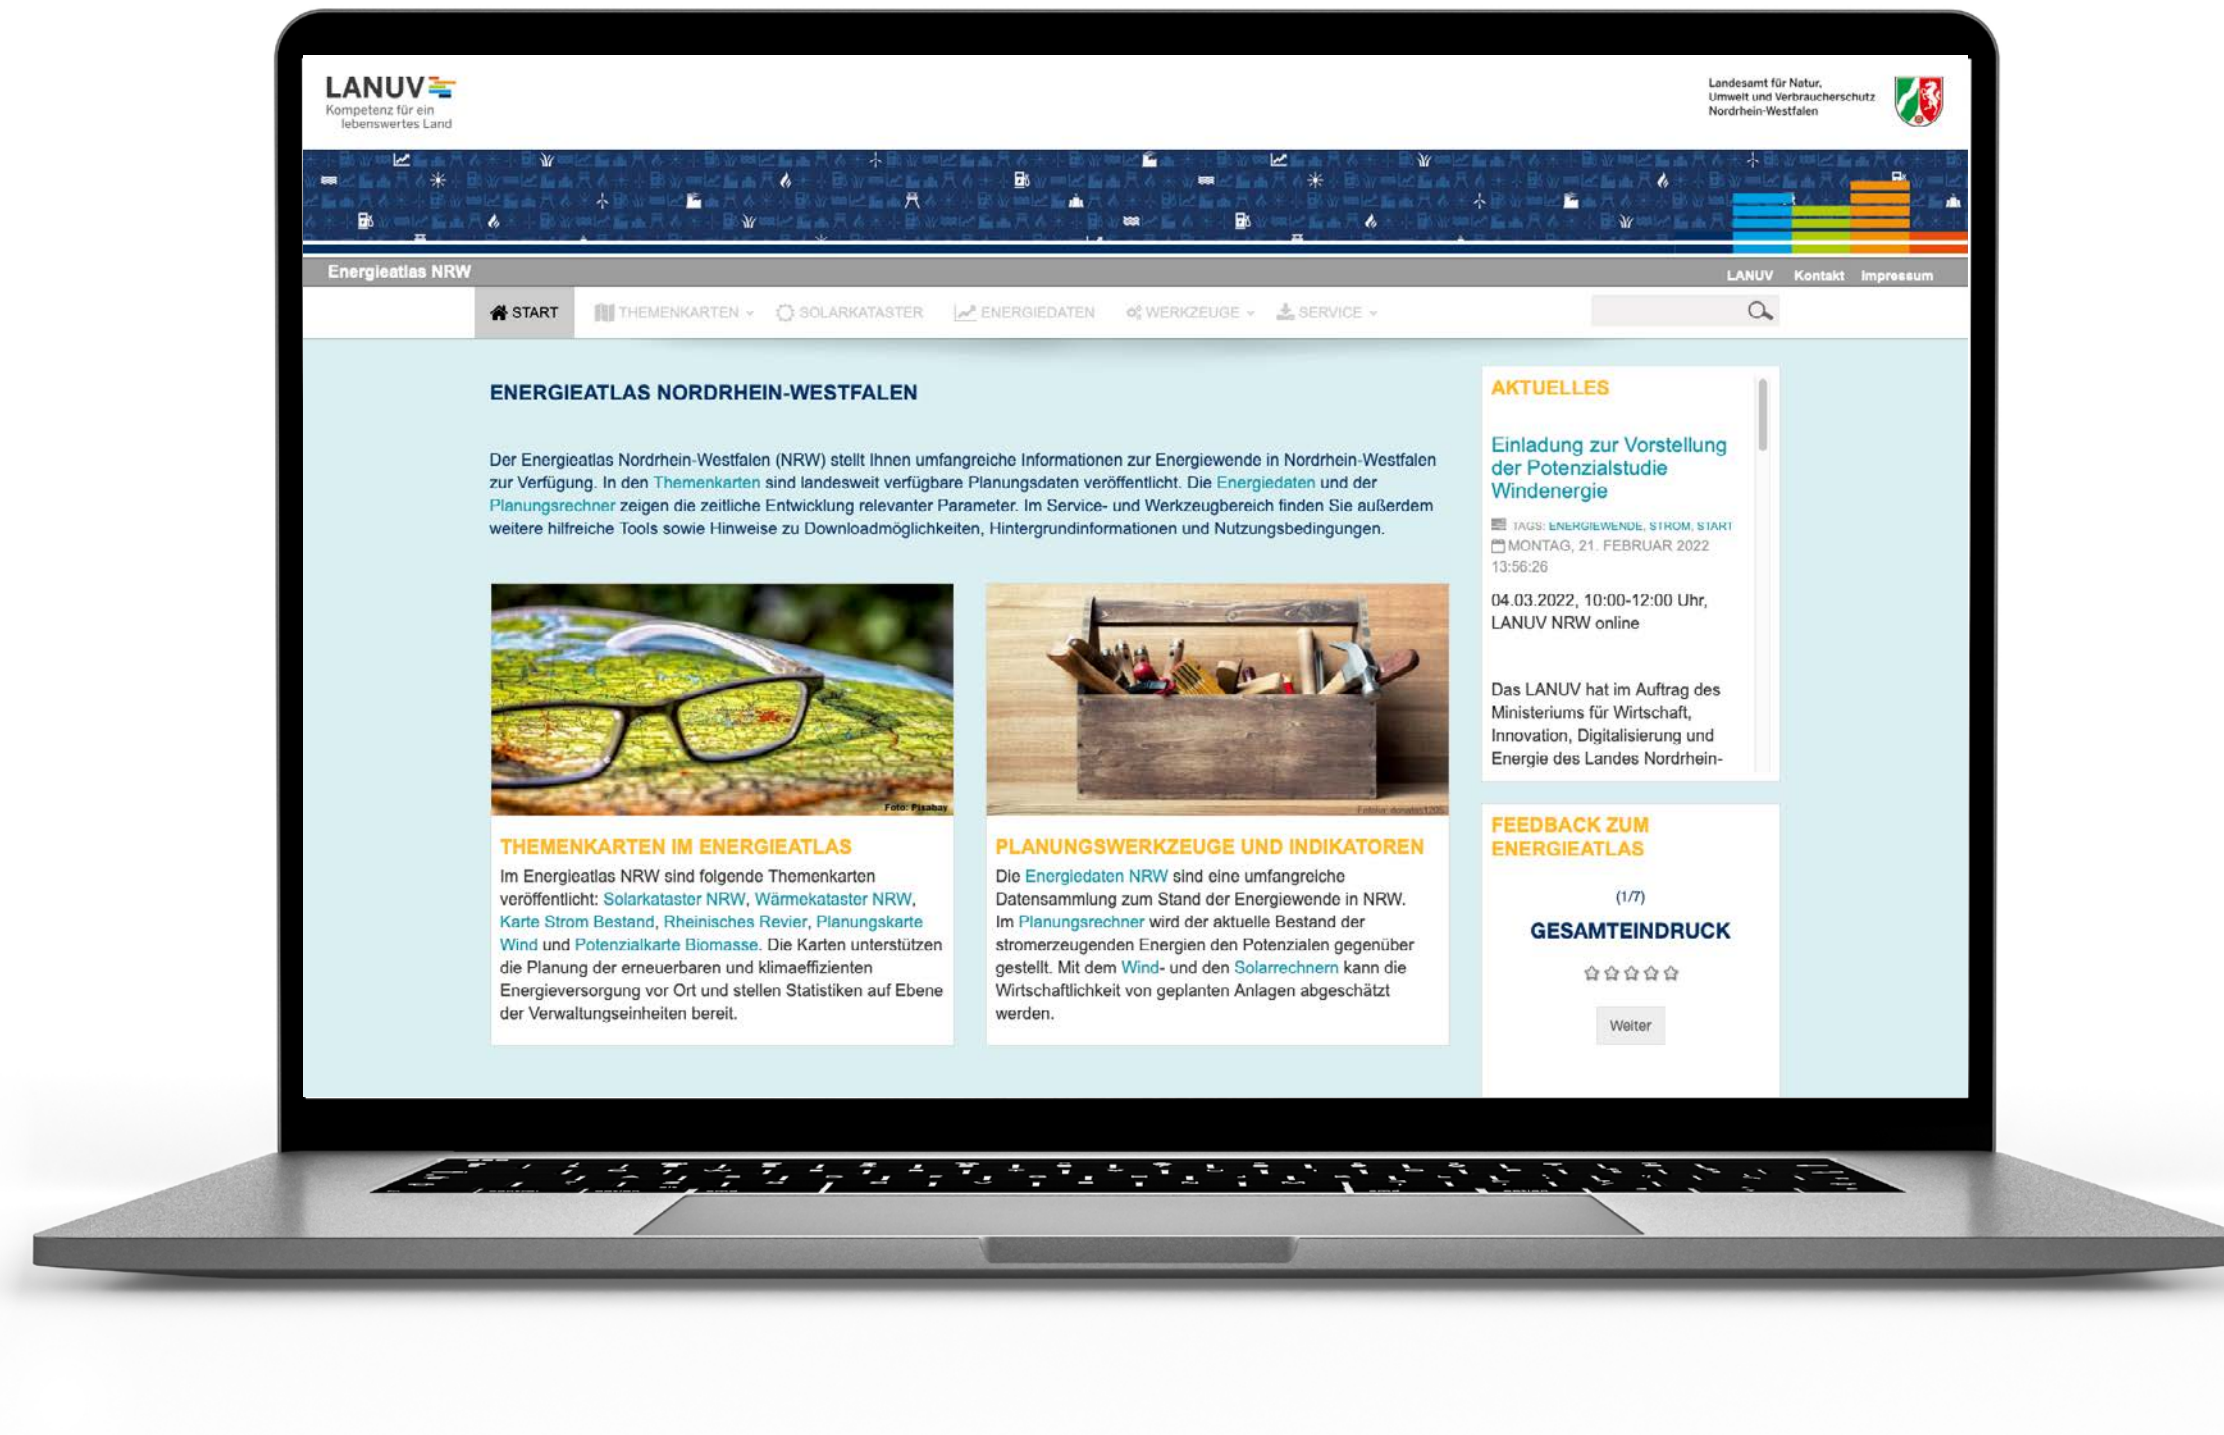 LANUV
Kompetenz für ein
lebenswertes Land
Landesamt für Natur,
Umwelt und Verbraucherschutz
Nordrhein-Westfalen
Energieatlas NRW
LANUV Kontakt Impressum
START THEMENKARTEN SOLARKATASTER ENERGIEDATEN WERKZEUGE SERVICE
ENERGIEATLAS NORDRHEIN-WESTFALEN
Der Energieatlas Nordrhein-Westfalen (NRW) stellt Ihnen umfangreiche Informationen zur Energiewende in Nordrhein-Westfalen
zur Verfügung. In den Themenkarten sind landesweit verfügbare Planungsdaten veröffentlicht. Die Energiedaten und der
Planungsrechner zeigen die zeitliche Entwicklung relevanter Parameter. Im Service- und Werkzeugbereich finden Sie außerdem
weitere hilfreiche Tools sowie Hinweise zu Downloadmöglichkeiten, Hintergrundinformationen und Nutzungsbedingungen.
Foto: Pixabay
THEMENKARTEN IM ENERGIEATLAS
Im Energieatlas NRW sind folgende Themenkarten
veröffentlicht: Solarkataster NRW, Wärmekataster NRW,
Karte Strom Bestand, Rheinisches Revier, Planungskarte
Wind und Potenzialkarte Biomasse. Die Karten unterstützen
die Planung der erneuerbaren und klimaeffizienten
Energieversorgung vor Ort und stellen Statistiken auf Ebene
der Verwaltungseinheiten bereit.
PLANUNGSWERKZEUGE UND INDIKATOREN
Die Energiedaten NRW sind eine umfangreiche
Datensammlung zum Stand der Energiewende in NRW.
Im Planungsrechner wird der aktuelle Bestand der
stromerzeugenden Energien den Potenzialen gegenüber
gestellt. Mit dem Wind- und den Solarrechnern kann die
Wirtschaftlichkeit von geplanten Anlagen abgeschätzt
werden.
AKTUELLES
Einladung zur Vorstellung
der Potenzialstudie
Windenergie
TAGS: ENERGIEWENDE, STROM, START
MONTAG, 21. FEBRUAR 2022
13:56:26
04.03.2022, 10:00-12:00 Uhr,
LANUV NRW online
Das LANUV hat im Auftrag des
Ministeriums für Wirtschaft,
Innovation, Digitalisierung und
Energie des Landes Nordrhein-
FEEDBACK ZUM
ENERGIEATLAS
(1/7)
GESAMTEINDRUCK
Weiter